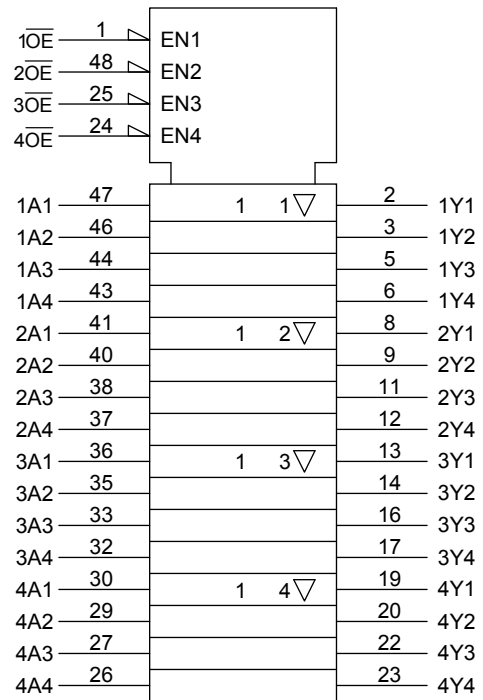 1O̅E̅ 1 EN1
2O̅E̅ 48 EN2
3O̅E̅ 25 EN3
4O̅E̅ 24 EN4
1A1 47 1 1▽ 2 1Y1
1A2 46 3 1Y2
1A3 44 5 1Y3
1A4 43 6 1Y4
2A1 41 1 2▽ 8 2Y1
2A2 40 9 2Y2
2A3 38 11 2Y3
2A4 37 12 2Y4
3A1 36 1 3▽ 13 3Y1
3A2 35 14 3Y2
3A3 33 16 3Y3
3A4 32 17 3Y4
4A1 30 1 4▽ 19 4Y1
4A2 29 20 4Y2
4A3 27 22 4Y3
4A4 26 23 4Y4